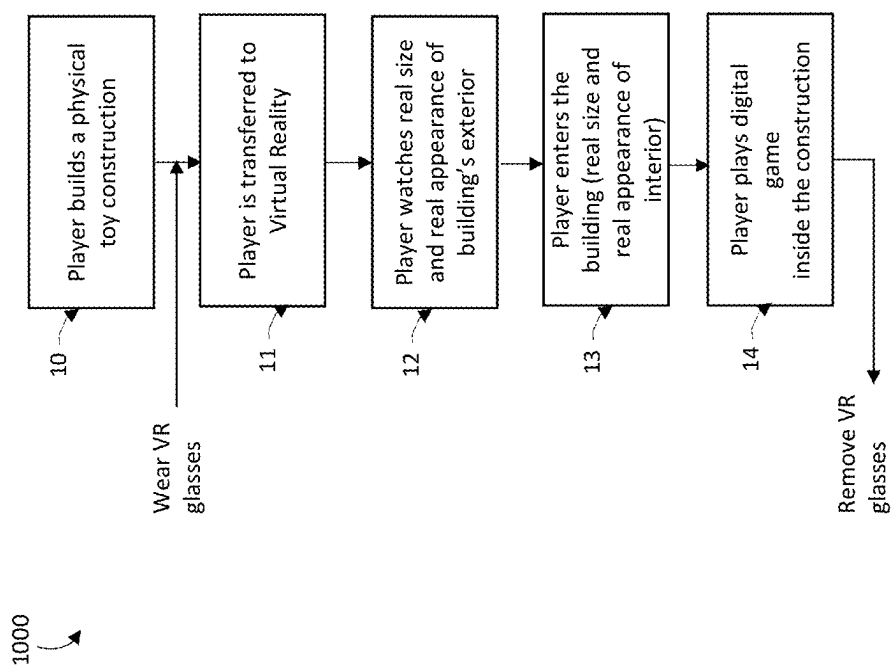 1000
Player builds a physical
toy construction
10
Wear VR
glasses
Player is transferred to
Virtual Reality
11
Player watches real size
and real appearance of
building's exterior
12
Player enters the
building (real size and
real appearance of
interior)
13
Player plays digital
game
inside the construction
14
Remove VR
glasses